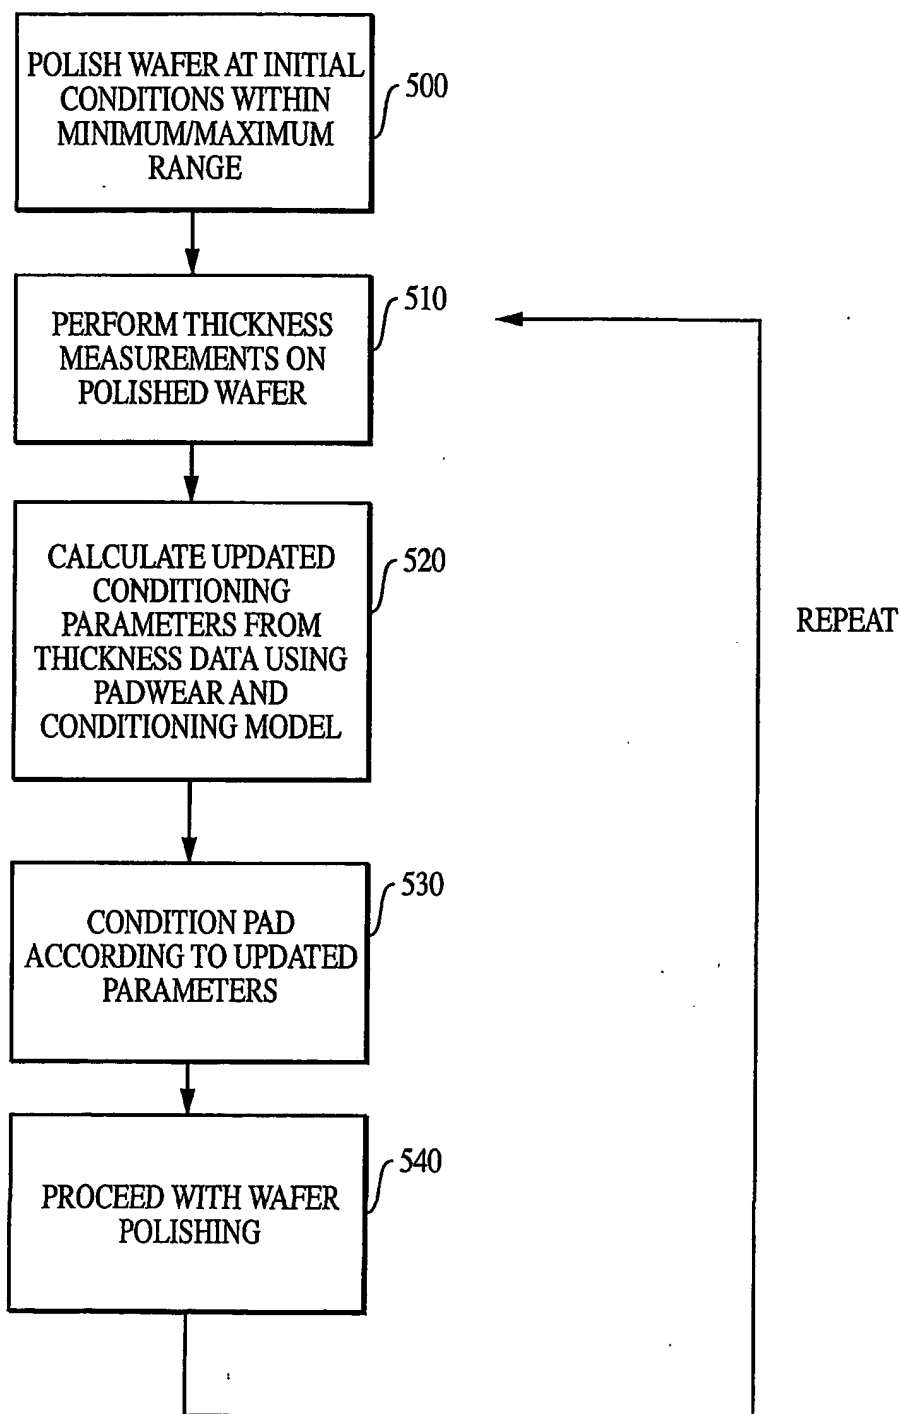 POLISH WAFER AT INITIAL
CONDITIONS WITHIN
MINIMUM/MAXIMUM
RANGE
500
PERFORM THICKNESS
MEASUREMENTS ON
POLISHED WAFER
510
CALCULATE UPDATED
CONDITIONING
PARAMETERS FROM
THICKNESS DATA USING
PADWEAR AND
CONDITIONING MODEL
520
REPEAT
CONDITION PAD
ACCORDING TO UPDATED
PARAMETERS
530
PROCEED WITH WAFER
POLISHING
540